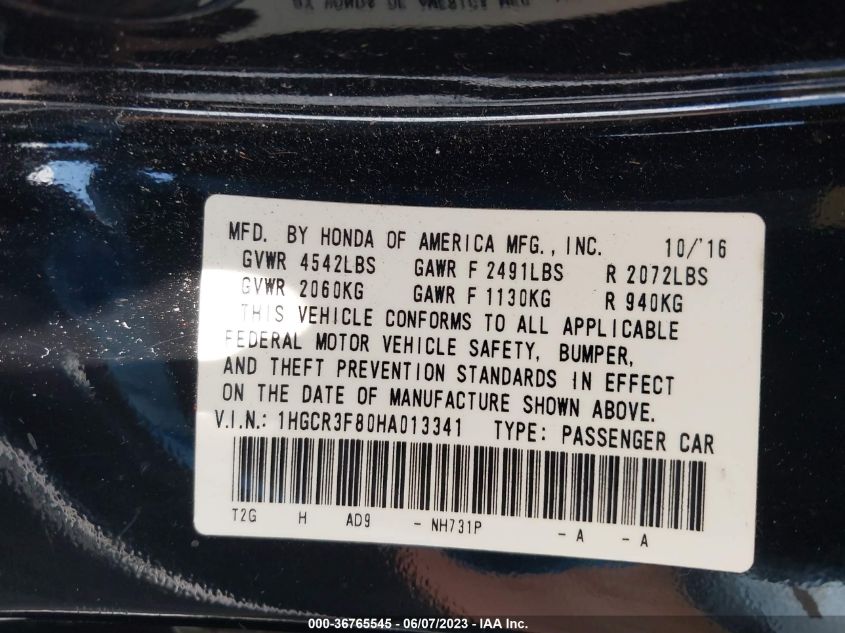 MFD. BY HONDA OF AMERICA MFG., INC. 10/'16
GVWR 4542LBS GAWR F 2491LBS R 2072LBS
GVWR 2060KG GAWR F 1130KG R 940KG
THIS VEHICLE CONFORMS TO ALL APPLICABLE
FEDERAL MOTOR VEHICLE SAFETY, BUMPER,
AND THEFT PREVENTION STANDARDS IN EFFECT
ON THE DATE OF MANUFACTURE SHOWN ABOVE.
V.I.N.: 1HGCR3F80HA013341 TYPE: PASSENGER CAR
T2G H AD9 - NH731P - A - A
000-36765545 - 06/07/2023 - IAA Inc.